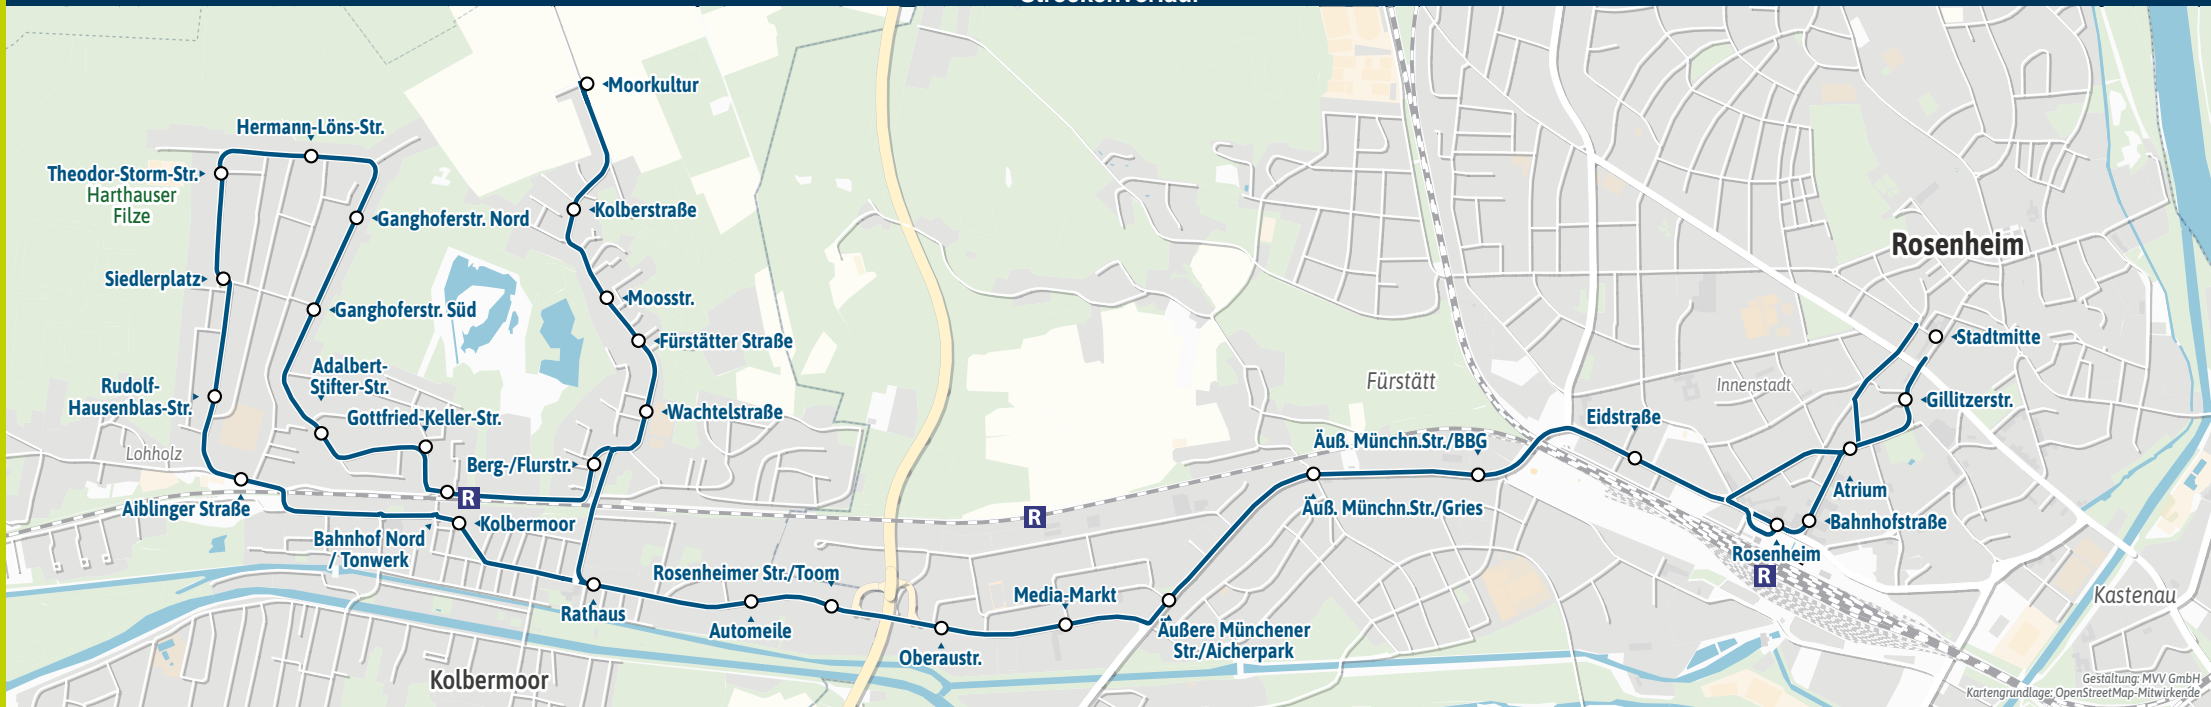 Streckenverlauf
Moorkultur
Hermann-Löns-Str.
Theodor-Storm-Str.
Harthauser
Filze
Kolberstraße
Ganghoferstr. Nord
Rosenheim
Siedlerplatz
Moosstr.
Ganghoferstr. Süd
Fürstätter Straße
Stadtmitte
Adalbert-
Stifter-Str.
Fürstätt
Innenstadt
Rudolf-
Hausenblas-Str.
Gillitzerstr.
Gottfried-Keller-Str.
Wachtelstraße
Eidstraße
Äuß. Münchn.Str./BBG
Lohholz
Berg-/Flurstr.
Atrium
R
Aiblinger Straße
Äuß. Münchn.Str./Gries
R
Kolbermoor
Bahnhofstraße
Bahnhof Nord
/ Tonwerk
Rosenheim
R
Rosenheimer Str./Toom
Media-Markt
Kastenau
Rathaus
Automeile
Äußere Münchener
Str./Aicherpark
Oberaustr.
Kolbermoor
Gestaltung: MVV GmbH
Kartengrundlage: OpenStreetMap-Mitwirkende